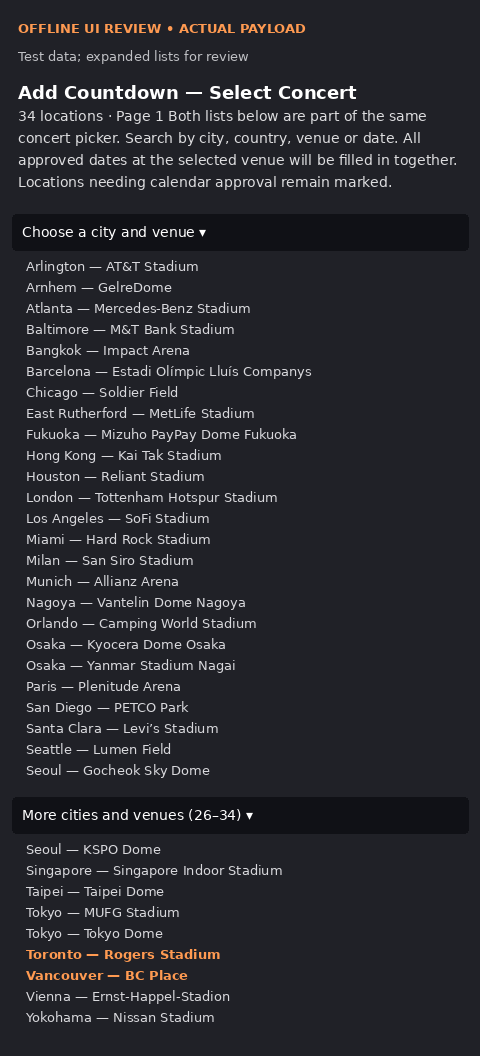 OFFLINE UI REVIEW • ACTUAL PAYLOAD
Test data; expanded lists for review
Add Countdown — Select Concert
34 locations · Page 1 Both lists below are part of the same
concert picker. Search by city, country, venue or date. All
approved dates at the selected venue will be filled in together.
Locations needing calendar approval remain marked.
Choose a city and venue ▾
Arlington — AT&T Stadium
Arnhem — GelreDome
Atlanta — Mercedes-Benz Stadium
Baltimore — M&T Bank Stadium
Bangkok — Impact Arena
Barcelona — Estadi Olímpic Lluís Companys
Chicago — Soldier Field
East Rutherford — MetLife Stadium
Fukuoka — Mizuho PayPay Dome Fukuoka
Hong Kong — Kai Tak Stadium
Houston — Reliant Stadium
London — Tottenham Hotspur Stadium
Los Angeles — SoFi Stadium
Miami — Hard Rock Stadium
Milan — San Siro Stadium
Munich — Allianz Arena
Nagoya — Vantelin Dome Nagoya
Orlando — Camping World Stadium
Osaka — Kyocera Dome Osaka
Osaka — Yanmar Stadium Nagai
Paris — Plenitude Arena
San Diego — PETCO Park
Santa Clara — Levi’s Stadium
Seattle — Lumen Field
Seoul — Gocheok Sky Dome
More cities and venues (26–34) ▾
Seoul — KSPO Dome
Singapore — Singapore Indoor Stadium
Taipei — Taipei Dome
Tokyo — MUFG Stadium
Tokyo — Tokyo Dome
Toronto — Rogers Stadium
Vancouver — BC Place
Vienna — Ernst-Happel-Stadion
Yokohama — Nissan Stadium